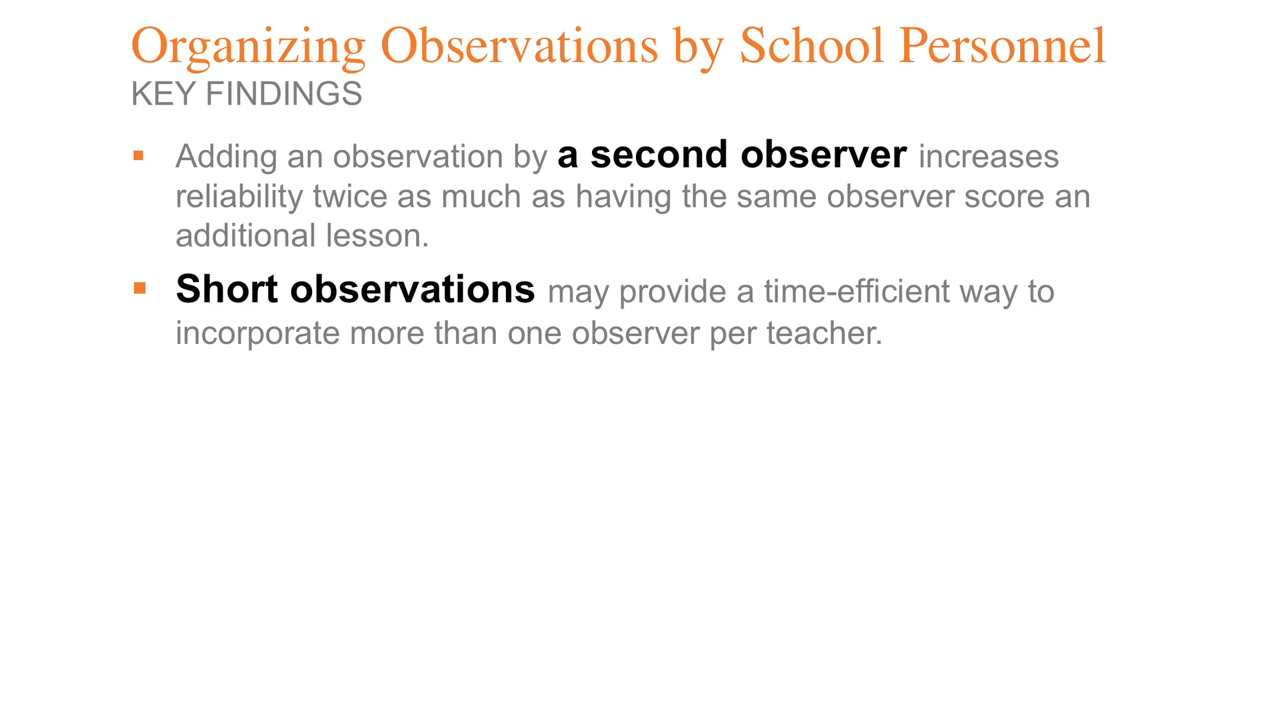 Organizing Observations by School Personnel
KEY FINDINGS
▪ Adding an observation by a second observer increases
reliability twice as much as having the same observer score an
additional lesson.
▪ Short observations may provide a time-efficient way to
incorporate more than one observer per teacher.